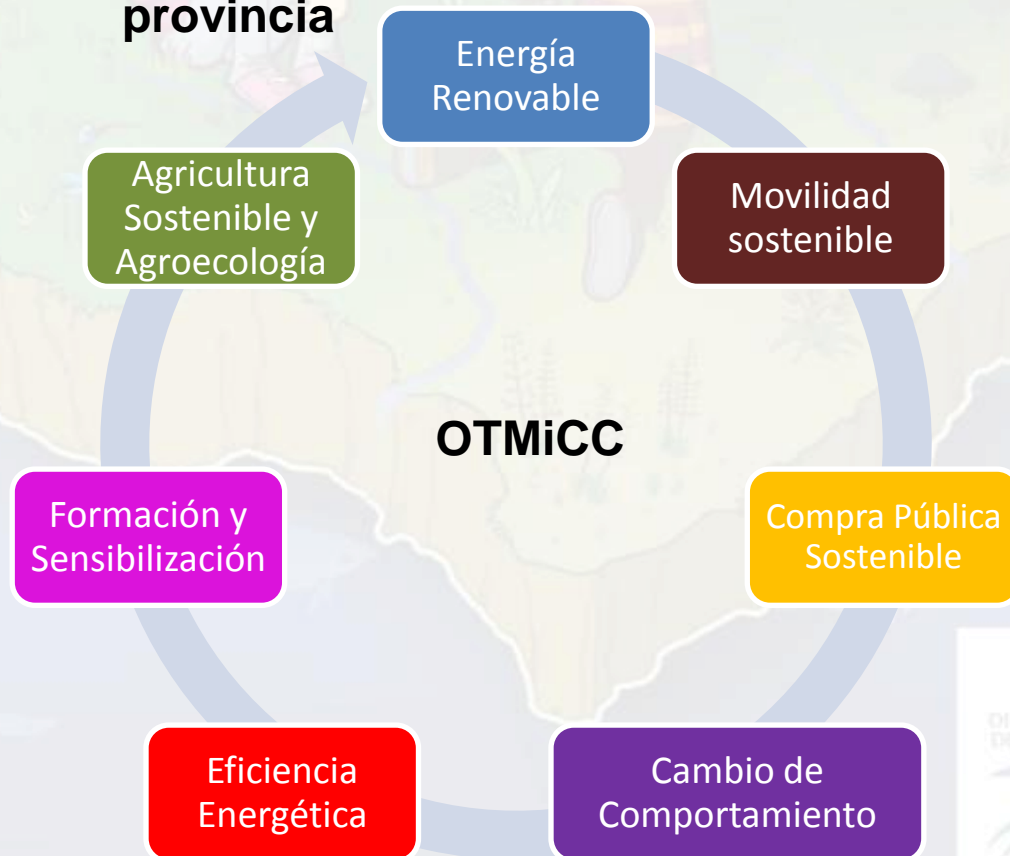 provincia
Energía
Renovable
Movilidad
sostenible
Compra Pública
Sostenible
Cambio de
Comportamiento
Eficiencia
Energética
Formación y
Sensibilización
Agricultura
Sostenible y
Agroecología
OTMiCC